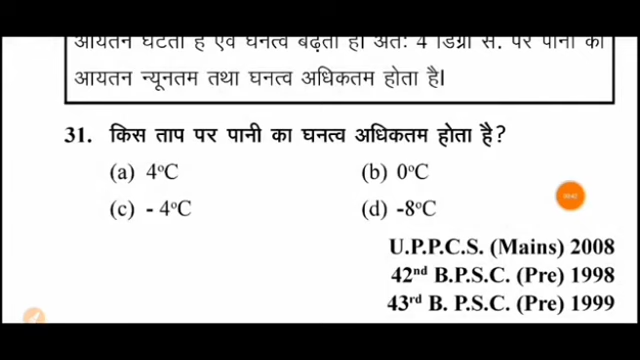 आयतन घटता है एवं घनत्व बढ़ता है। अतः 4 डिग्री से. पर पानी का
आयतन न्यूनतम तथा घनत्व अधिकतम होता है।
31. किस ताप पर पानी का घनत्व अधिकतम होता है?
(a) 4°C (b) 0°C
(c) - 4°C (d) -8°C
U.P.P.C.S. (Mains) 2008
42nd B.P.S.C. (Pre) 1998
43rd B. P.S.C. (Pre) 1999